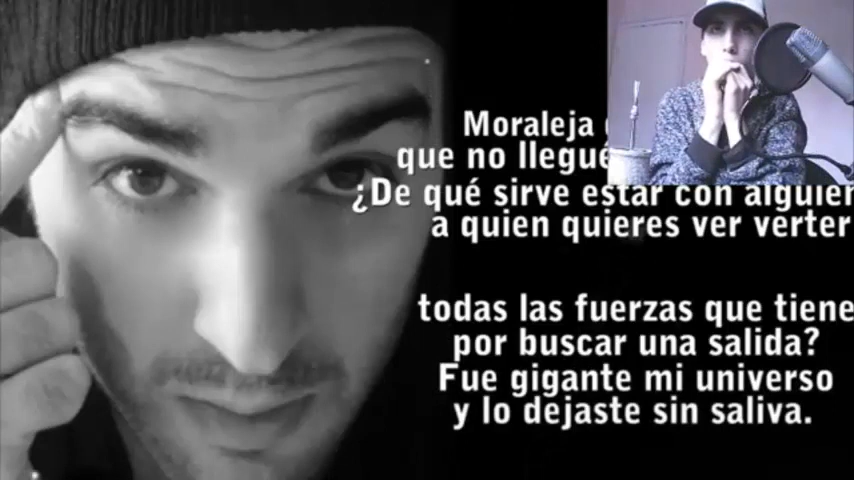 Moraleja
que no llegué
¿De qué sirve estar con alguien
a quien quieres ver verter
todas las fuerzas que tiene
por buscar una salida?
Fue gigante mi universo
y lo dejaste sin saliva.